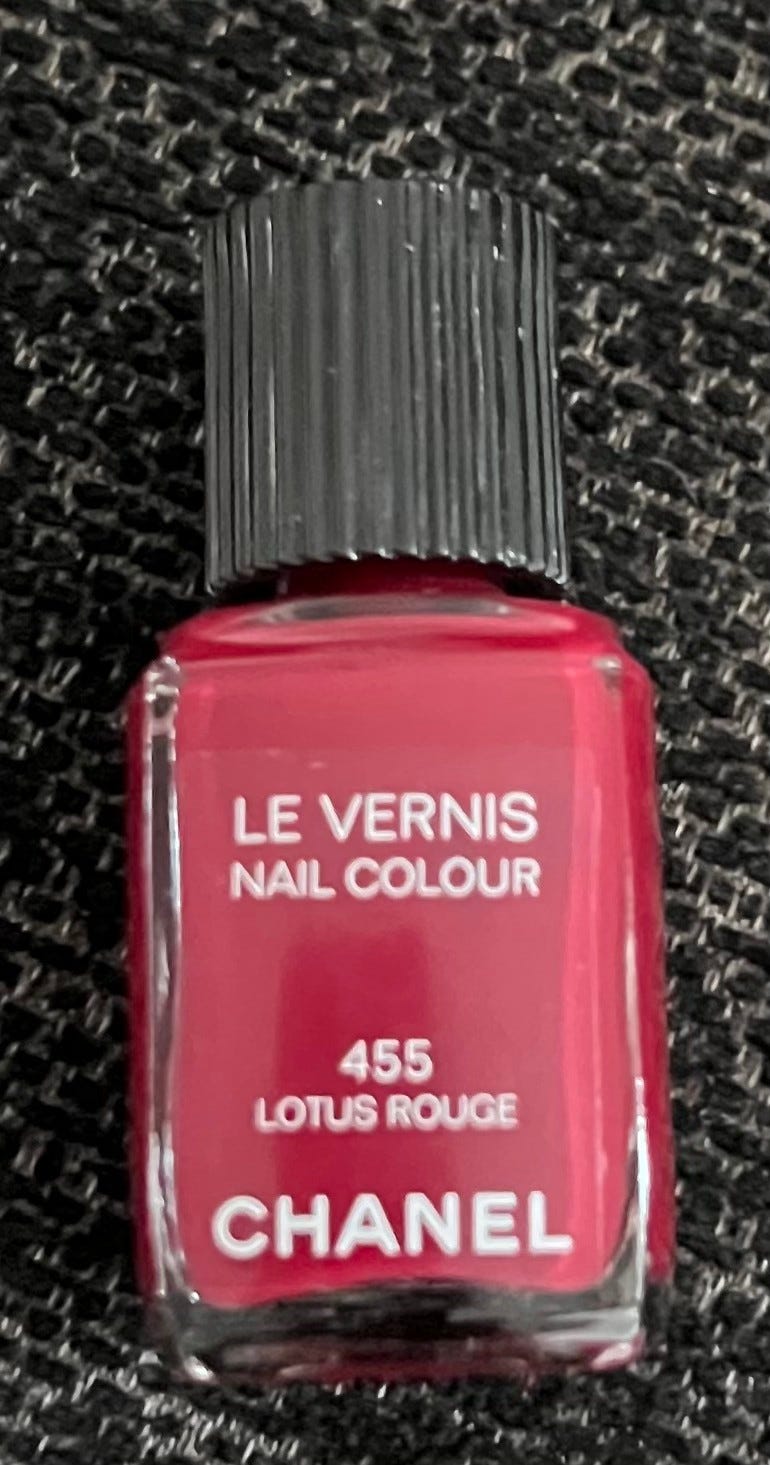 LE VERNIS
NAIL COLOUR
455
LOTUS ROUGE
CHANEL